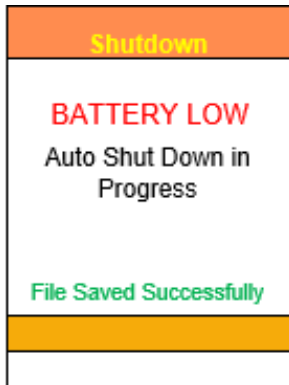 Shutdown
BATTERY LOW
Auto Shut Down in
Progress
File Saved Successfully